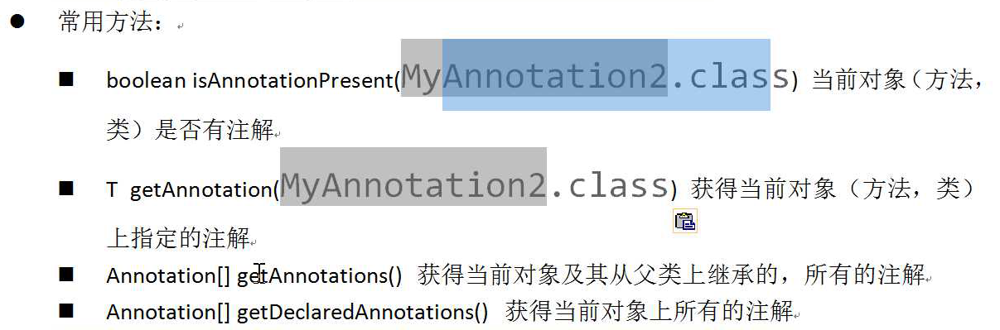 ● 常用方法：
■ boolean isAnnotationPresent(MyAnnotation2.class) 当前对象（方法，
类）是否有注解
■ T getAnnotation(MyAnnotation2.class) 获得当前对象（方法，类）
上指定的注解
■ Annotation[] getAnnotations() 获得当前对象及其从父类上继承的，所有的注解
■ Annotation[] getDeclaredAnnotations() 获得当前对象上所有的注解